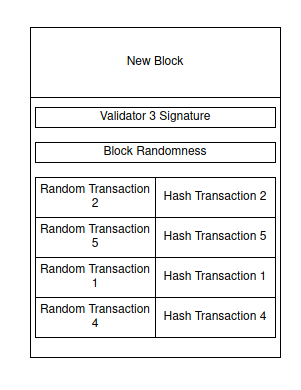 New Block
Validator 3 Signature
Block Randomness
Random Transaction
2
Hash Transaction 2
Random Transaction
5
Hash Transaction 5
Random Transaction
1
Hash Transaction 1
Random Transaction
4
Hash Transaction 4